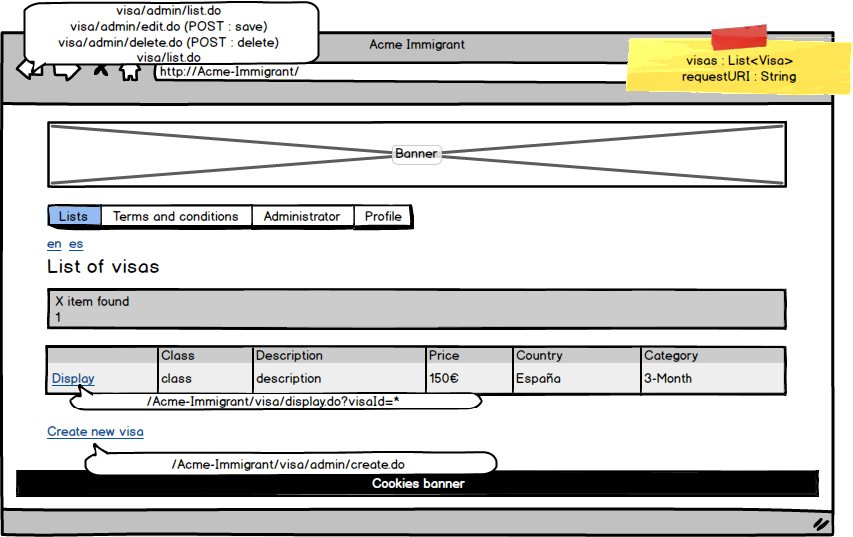 visa/admin/list.do
visa/admin/edit.do (POST : save)
visa/admin/delete.do (POST : delete)
visa/list.do
Acme Immigrant
visas : List<Visa>
requestURI : String
http://Acme-Immigrant/
Banner
Lists Terms and conditions Administrator Profile
en es
List of visas
X item found
1
Class Description Price Country Category
Display class description 150€ España 3-Month
/Acme-Immigrant/visa/display.do?visaId=*
Create new visa
/Acme-Immigrant/visa/admin/create.do
Cookies banner